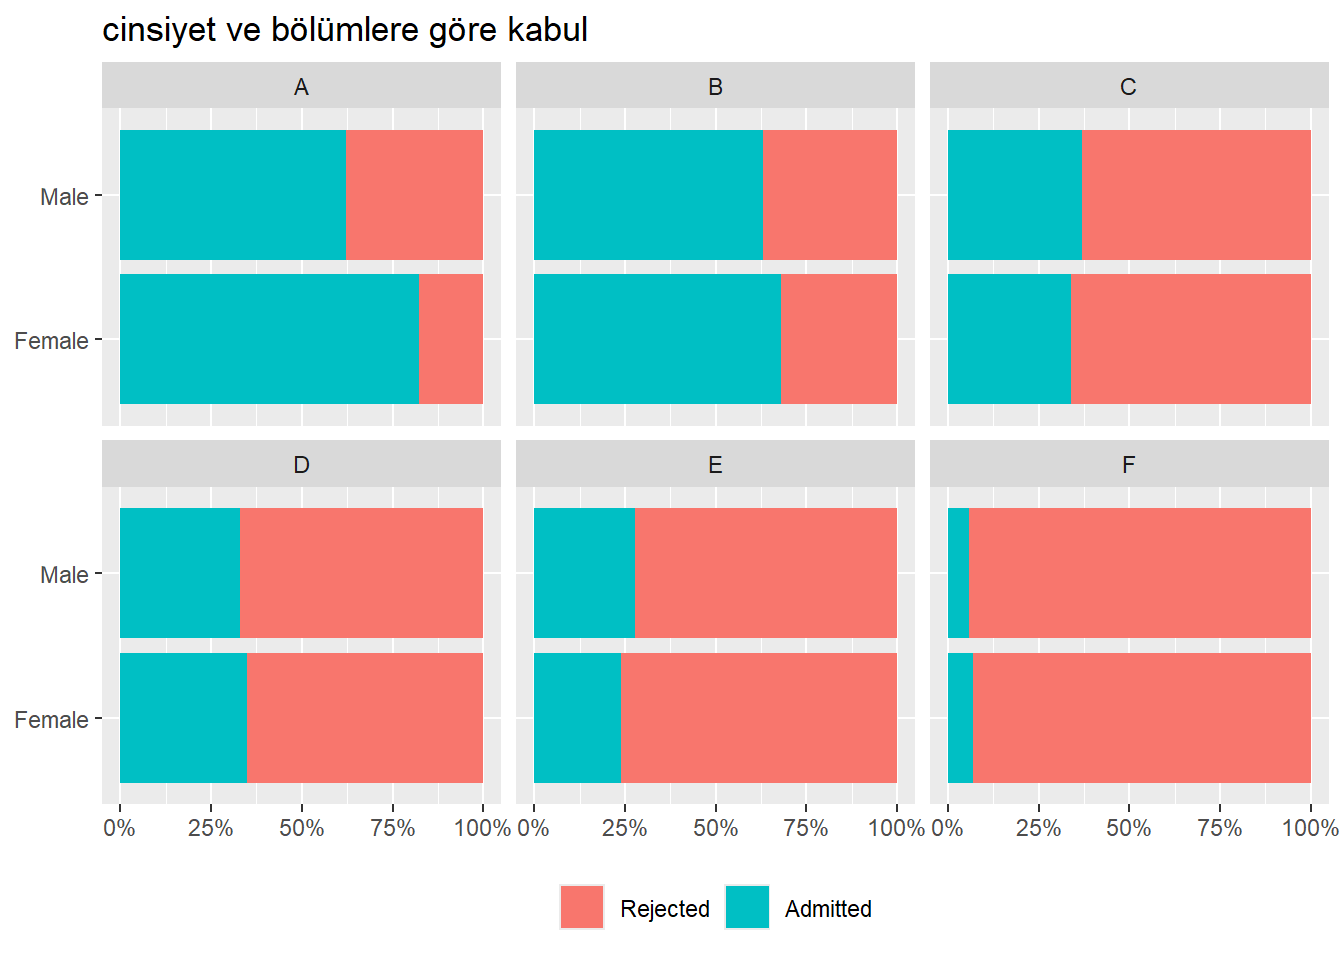 cinsiyet ve bölümlere göre kabul
A B C
Male
Female
D E F
Male
Female
0% 25% 50% 75% 100% 0% 25% 50% 75% 100% 0% 25% 50% 75% 100%
Rejected Admitted